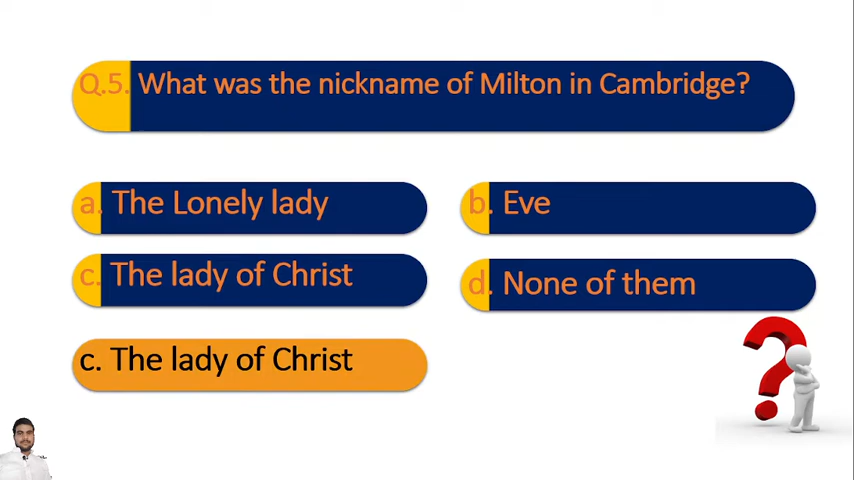 Q.5. What was the nickname of Milton in Cambridge?
a. The Lonely lady
b. Eve
c. The lady of Christ
d. None of them
c. The lady of Christ